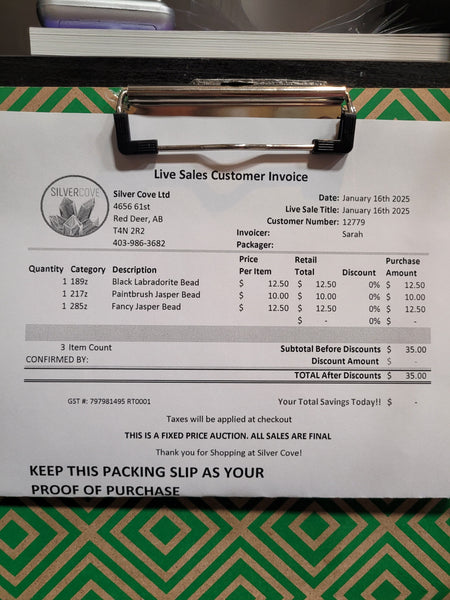 Live Sales Customer Invoice
SILVERCOVE
Silver Cove Ltd
4656 61st
Red Deer, AB
T4N 2R2
403-986-3682
Date: January 16th 2025
Live Sale Title: January 16th 2025
Customer Number: 12779
Invoicer: Sarah
Packager:
Quantity Category Description Price Per Item Retail Total Discount Purchase Amount
1 189z Black Labradorite Bead $ 12.50 $ 12.50 0% $ 12.50
1 217z Paintbrush Jasper Bead $ 10.00 $ 10.00 0% $ 10.00
1 285z Fancy Jasper Bead $ 12.50 $ 12.50 0% $ 12.50
$ - 0% $ -
3 Item Count Subtotal Before Discounts $ 35.00
CONFIRMED BY: Discount Amount $ -
TOTAL After Discounts $ 35.00
GST #: 797981495 RT0001 Your Total Savings Today!! $ -
Taxes will be applied at checkout
THIS IS A FIXED PRICE AUCTION. ALL SALES ARE FINAL
Thank you for Shopping at Silver Cove!
KEEP THIS PACKING SLIP AS YOUR
PROOF OF PURCHASE